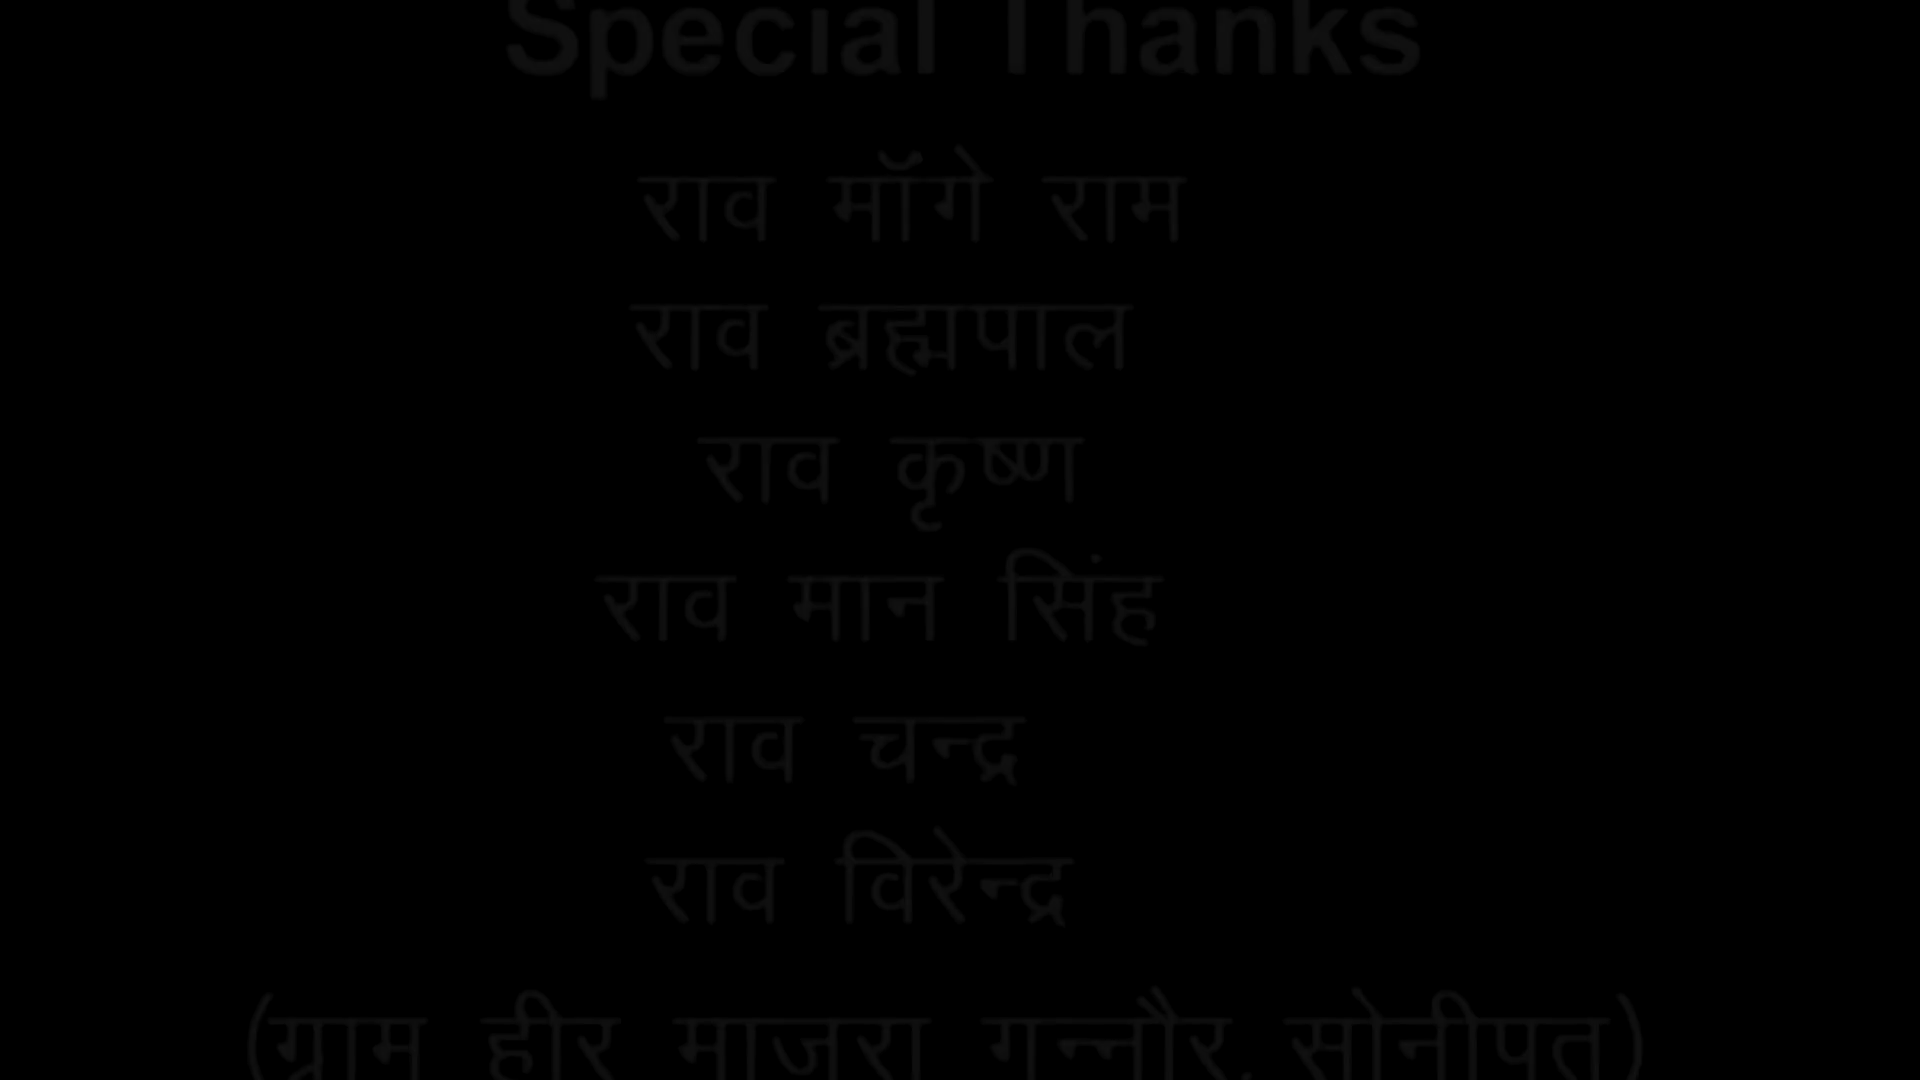 Special Thanks
राव मॉंगे राम
राव ब्रह्मपाल
राव कृष्ण
राव मान सिंह
राव चन्द्र
राव विरेन्द्र
(ग्राम हीर माजरा गन्नौर, सोनीपत)